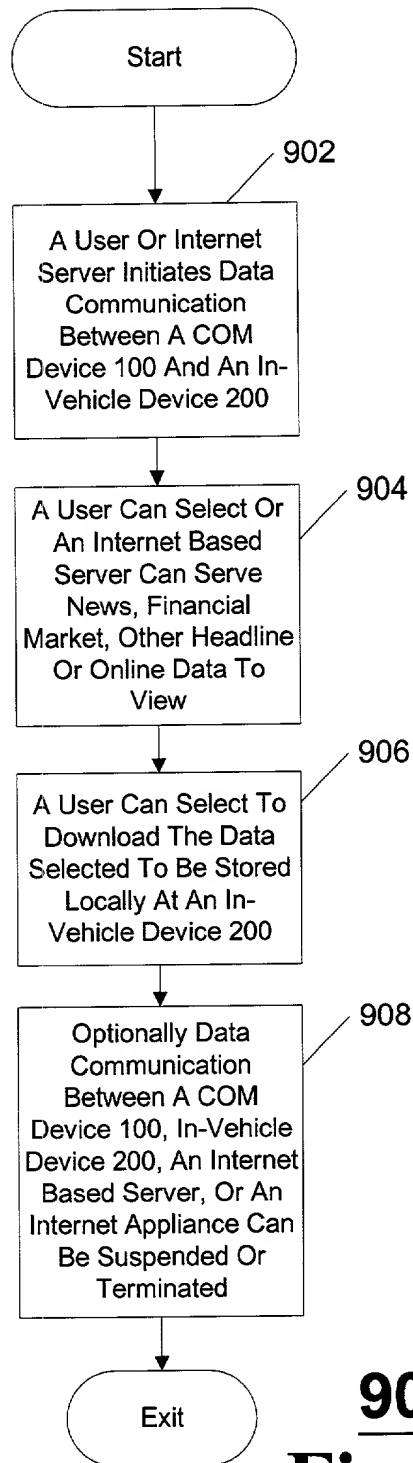 Start
902
A User Or Internet
Server Initiates Data
Communication
Between A COM
Device 100 And An In-
Vehicle Device 200
904
A User Can Select Or
An Internet Based
Server Can Serve
News, Financial
Market, Other Headline
Or Online Data To
View
906
A User Can Select To
Download The Data
Selected To Be Stored
Locally At An In-
Vehicle Device 200
908
Optionally Data
Communication
Between A COM
Device 100, In-Vehicle
Device 200, An Internet
Based Server, Or An
Internet Appliance Can
Be Suspended Or
Terminated
Exit